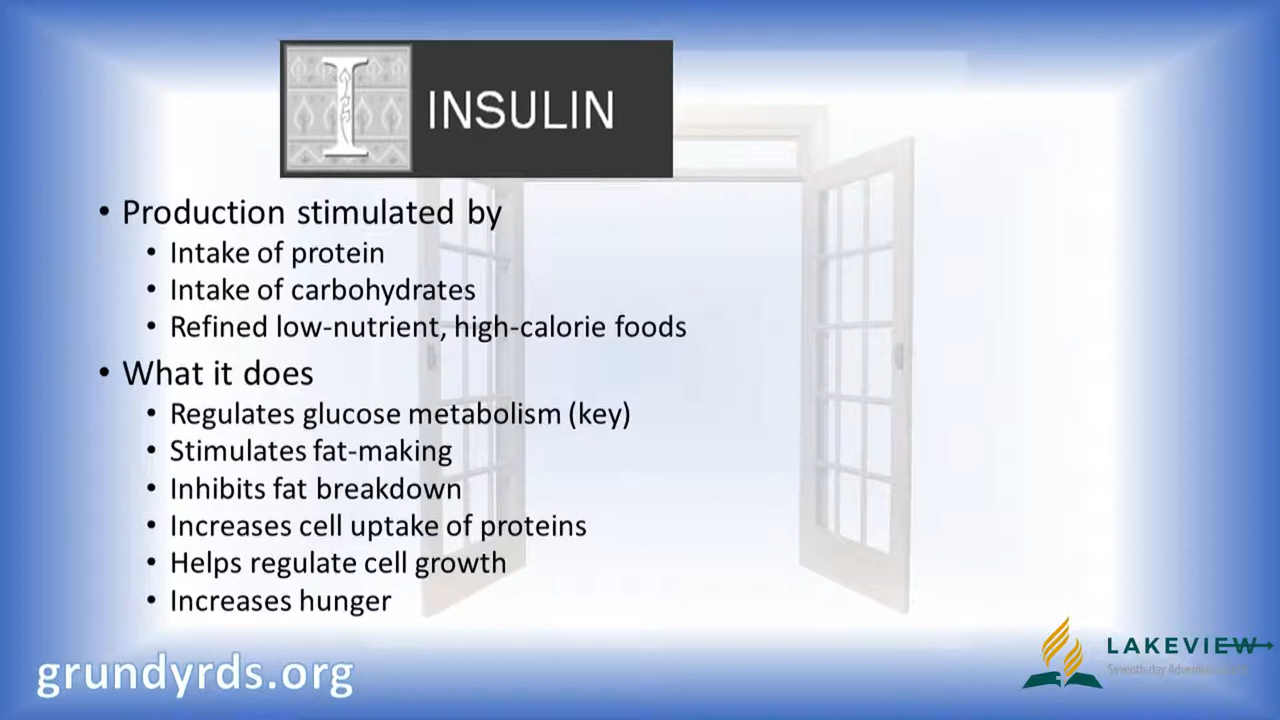 I INSULIN
• Production stimulated by
• Intake of protein
• Intake of carbohydrates
• Refined low-nutrient, high-calorie foods
• What it does
• Regulates glucose metabolism (key)
• Stimulates fat-making
• Inhibits fat breakdown
• Increases cell uptake of proteins
• Helps regulate cell growth
• Increases hunger
grundyrds.org
LAKEVIEW
Seventh-day